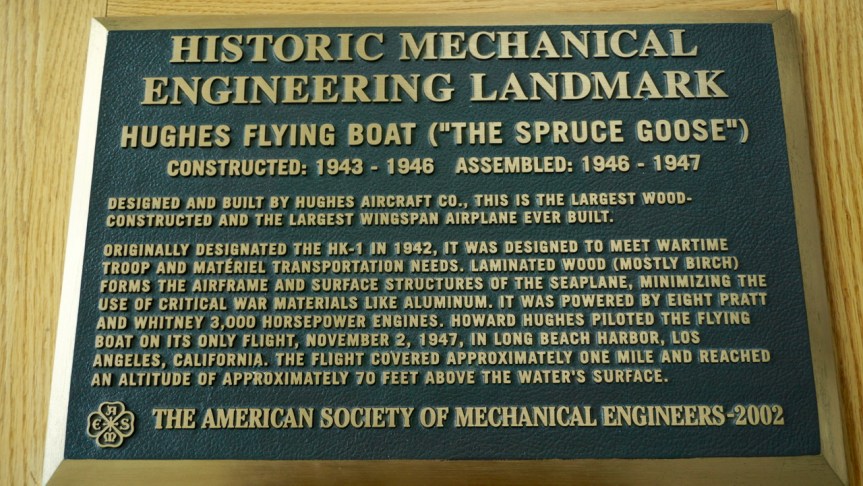 HISTORIC MECHANICAL
ENGINEERING LANDMARK
HUGHES FLYING BOAT ("THE SPRUCE GOOSE")
CONSTRUCTED: 1943 - 1946 ASSEMBLED: 1946 - 1947
DESIGNED AND BUILT BY HUGHES AIRCRAFT CO., THIS IS THE LARGEST WOOD-
CONSTRUCTED AND THE LARGEST WINGSPAN AIRPLANE EVER BUILT.
ORIGINALLY DESIGNATED THE HK-1 IN 1942, IT WAS DESIGNED TO MEET WARTIME
TROOP AND MATÉRIEL TRANSPORTATION NEEDS. LAMINATED WOOD (MOSTLY BIRCH)
FORMS THE AIRFRAME AND SURFACE STRUCTURES OF THE SEAPLANE, MINIMIZING THE
USE OF CRITICAL WAR MATERIALS LIKE ALUMINUM. IT WAS POWERED BY EIGHT PRATT
AND WHITNEY 3,000 HORSEPOWER ENGINES. HOWARD HUGHES PILOTED THE FLYING
BOAT ON ITS ONLY FLIGHT, NOVEMBER 2, 1947, IN LONG BEACH HARBOR, LOS
ANGELES, CALIFORNIA. THE FLIGHT COVERED APPROXIMATELY ONE MILE AND REACHED
AN ALTITUDE OF APPROXIMATELY 70 FEET ABOVE THE WATER'S SURFACE.
A
E S
M
THE AMERICAN SOCIETY OF MECHANICAL ENGINEERS-2002